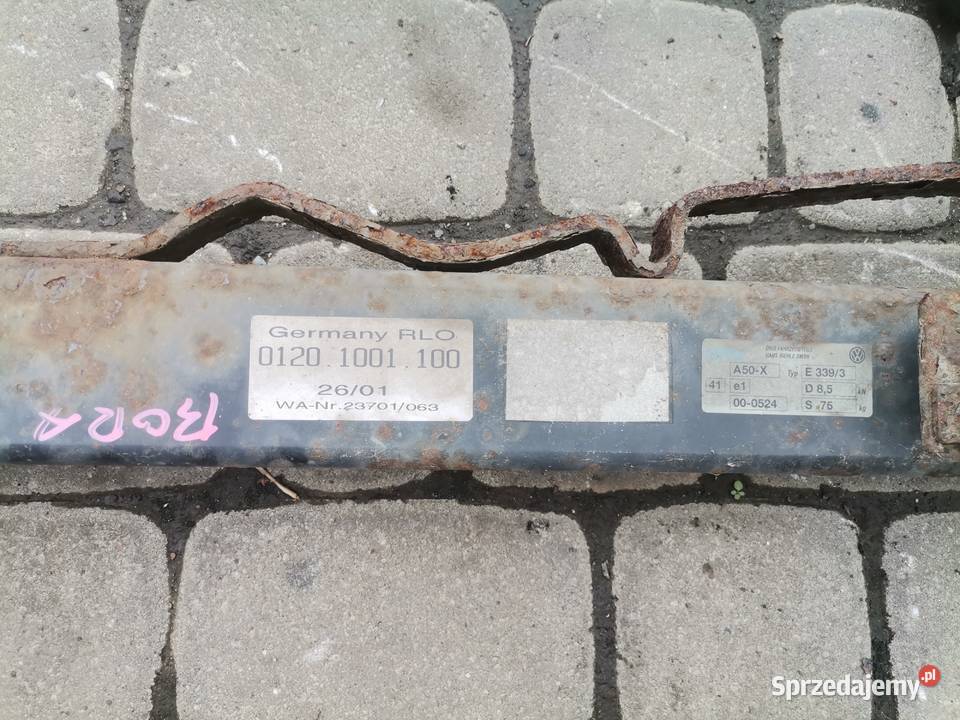 Germany RLO
0120.1001.100
26/01
WA-Nr.23701/063
BORA
A50-X Typ E 339/3
41 e1 D 8,5 kN
00-0524 S 75 kg
Sprzedajemy.pl